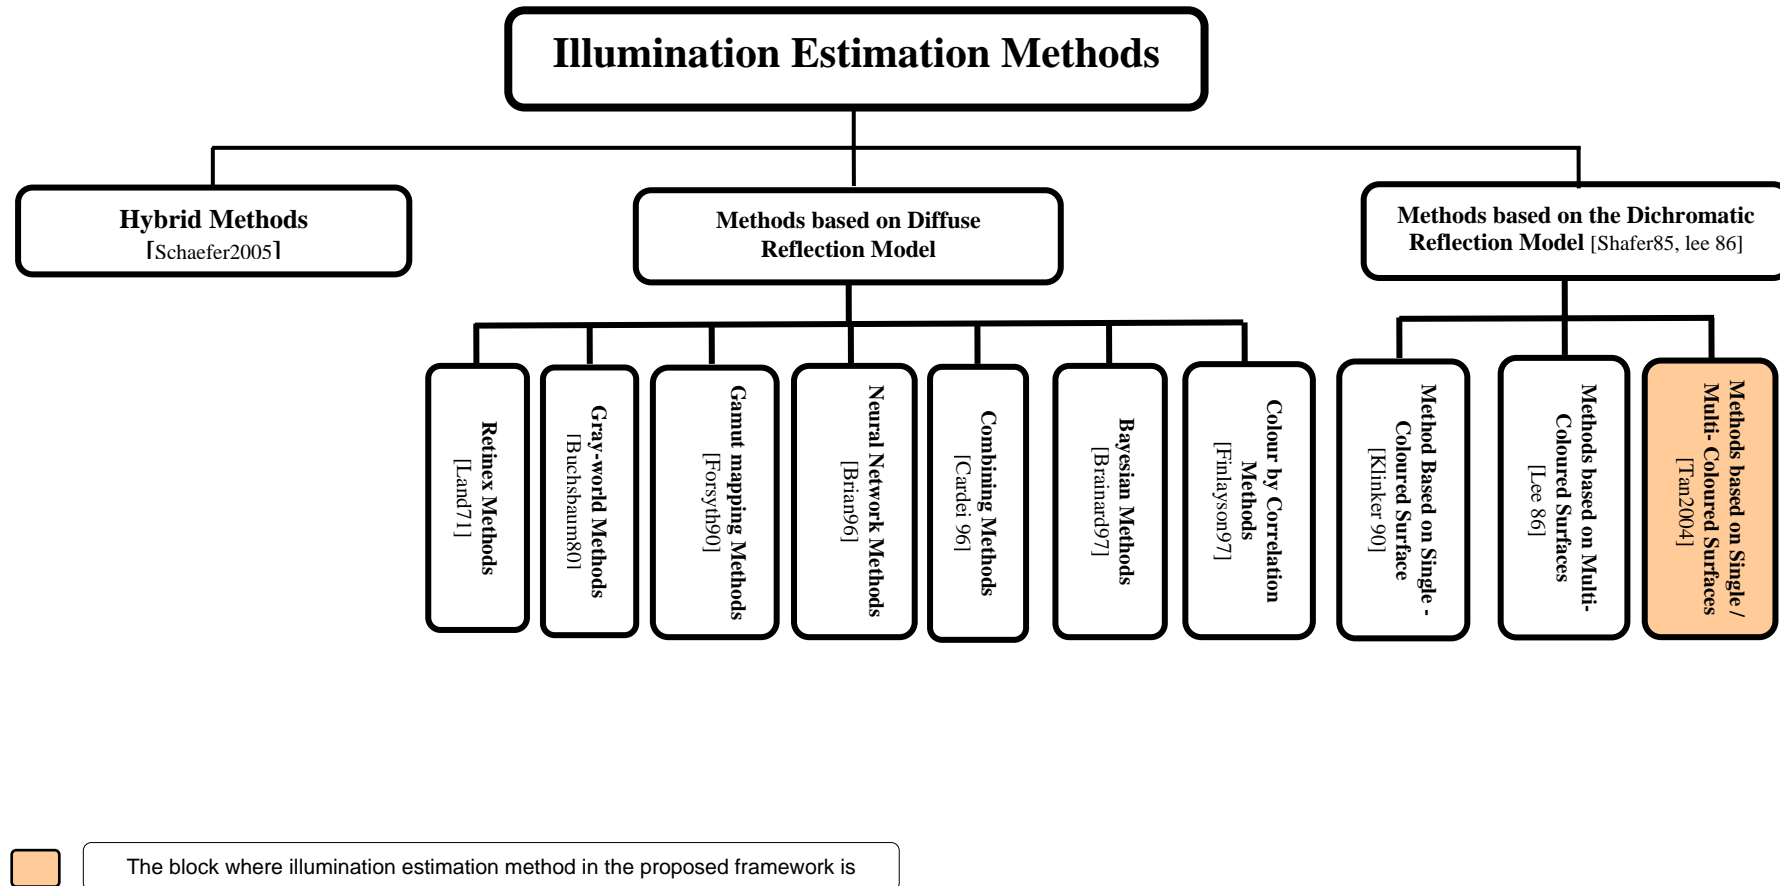 Illumination Estimation Methods
Hybrid Methods
[Schaefer2005]
Methods based on Diffuse
Reflection Model
Methods based on the Dichromatic
Reflection Model [Shafer85, lee 86]
Retinex Methods
[Land71]
Gray-world Methods
[Buchsbaum80]
Gamut mapping Methods
[Forsyth90]
Neural Network Methods
[Brian96]
Combining Methods
[Cardei 96]
Bayesian Methods
[Brainard97]
Colour by Correlation
Methods
[Finlayson97]
Method Based on Single -
Coloured Surface
[Klinker 90]
Methods based on Multi-
Coloured Surfaces
[Lee 86]
Methods based on Single /
Multi- Coloured Surfaces
[Tan2004]
The block where illumination estimation method in the proposed framework is